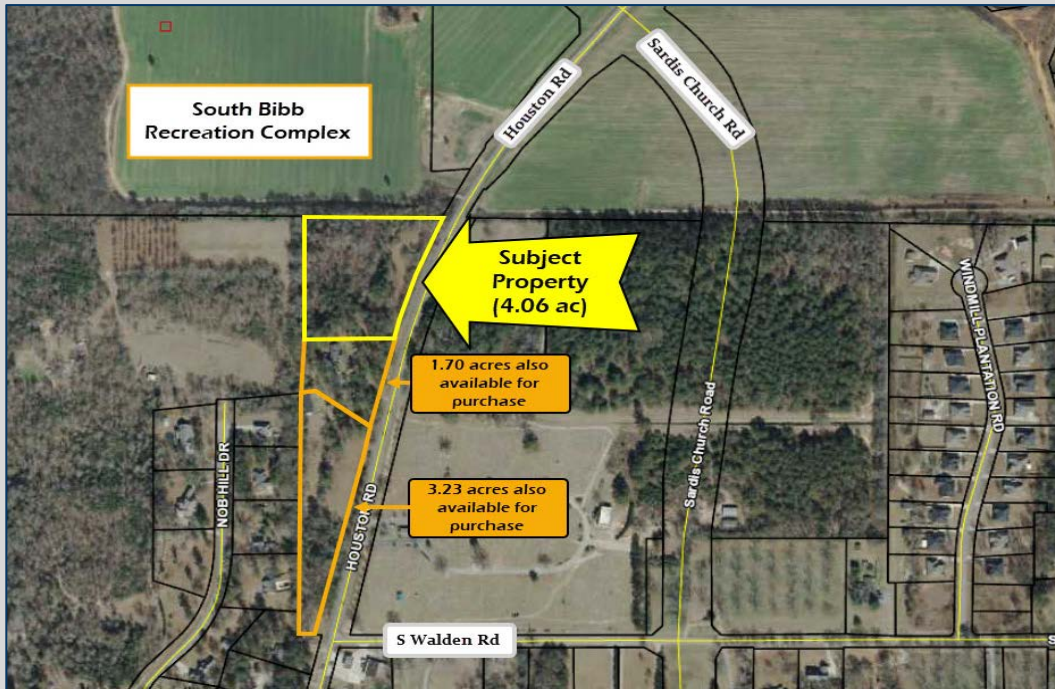 South Bibb
Recreation Complex
Houston Rd
Sardis Church Rd
Subject
Property
(4.06 ac)
WINDMILL PLANTATION RD
1.70 acres also
available for
purchase
Sardis Church Road
NOB HILL DR
3.23 acres also
available for
purchase
HOUSTON RD
S Walden Rd
S